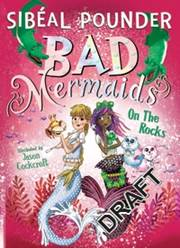 SIBÉAL POUNDER
BAD
Mermaids
On The
Rocks
Illustrated by
Jason
Cockcroft
DRAFT